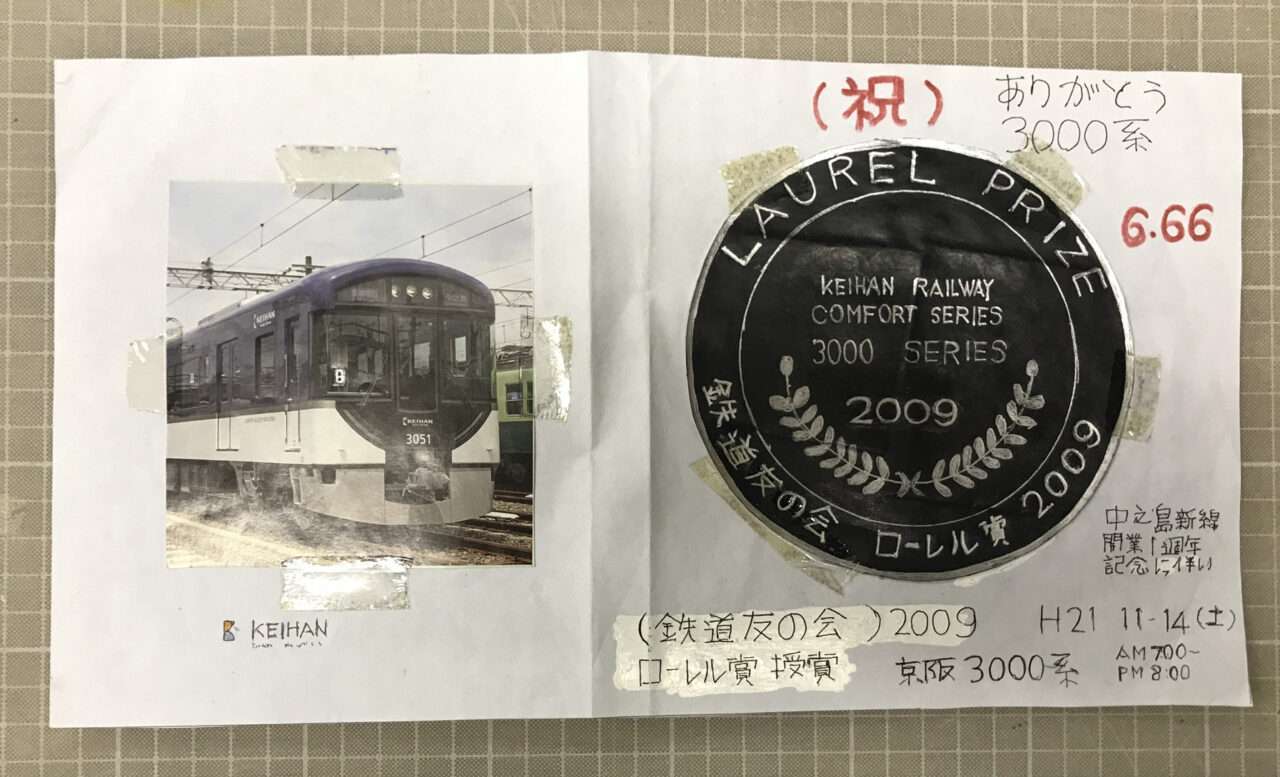 KEIHAN
KEIHAN
3051
KEIHAN
(祝)
ありがとう
3000系
6.66
LAUREL PRIZE
KEIHAN RAILWAY
COMFORT SERIES
3000 SERIES
2009
鉄道友の会 ローレル賞 2009
中之島新線
開業1週年
記念に伴い
(鉄道友の会)2009
ローレル賞 授賞
H21 11-14(土)
京阪3000系
AM700~
PM8:00